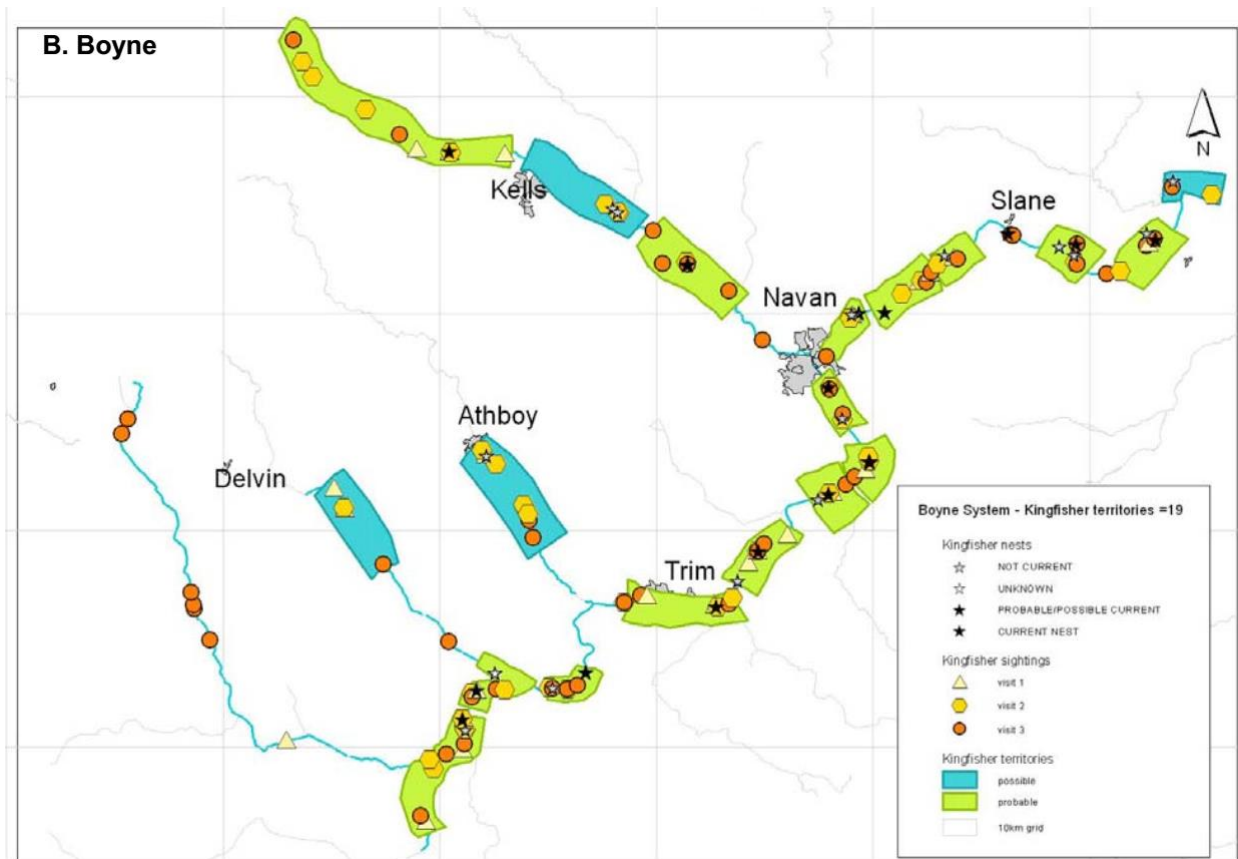 B. Boyne
N
Kells
Slane
Navan
Athboy
Delvin
Trim
Boyne System - Kingfisher territories =19
Kingfisher nests
NOT CURRENT
UNKNOWN
PROBABLE/POSSIBLE CURRENT
CURRENT NEST
Kingfisher sightings
visit 1
visit 2
visit 3
Kingfisher territories
possible
probable
10km grid